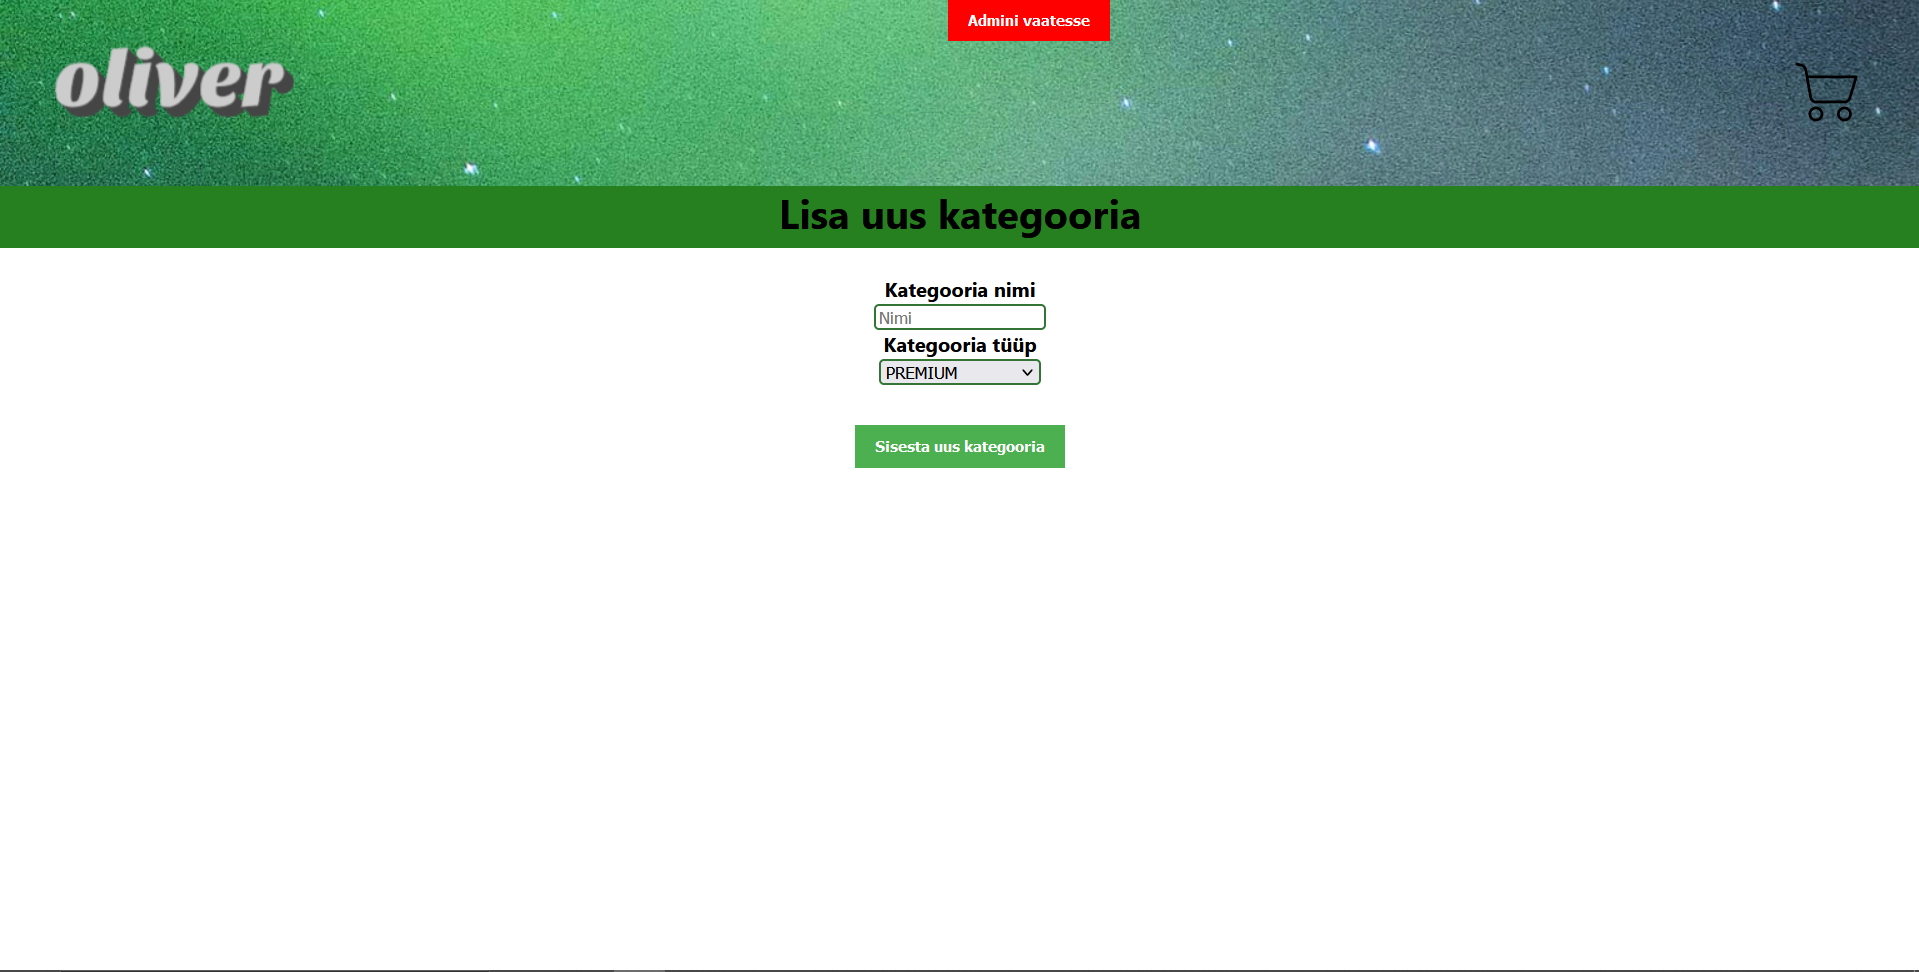 Admini vaatesse
oliver
Lisa uus kategooria
Kategooria nimi
Nimi
Kategooria tüüp
PREMIUM
Sisesta uus kategooria